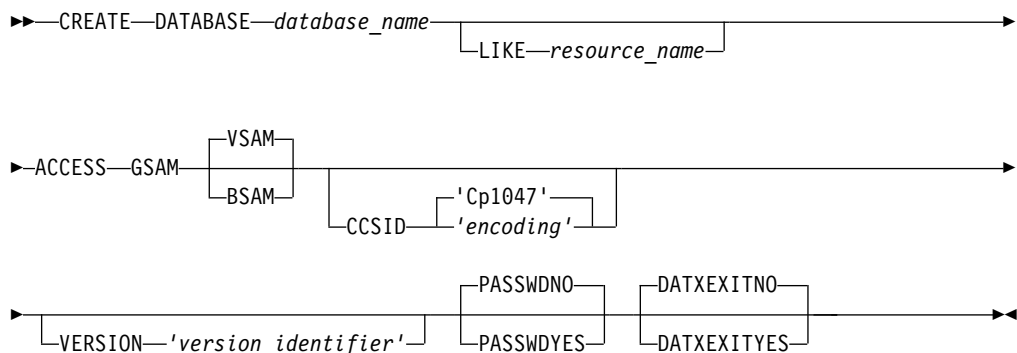 CREATE DATABASE database_name
LIKE resource_name
VSAM
ACCESS GSAM
BSAM
'Cp1047'
CCSID 'encoding'
PASSWDNO DATXEXITNO
VERSION 'version identifier' PASSWDYES DATXEXITYES